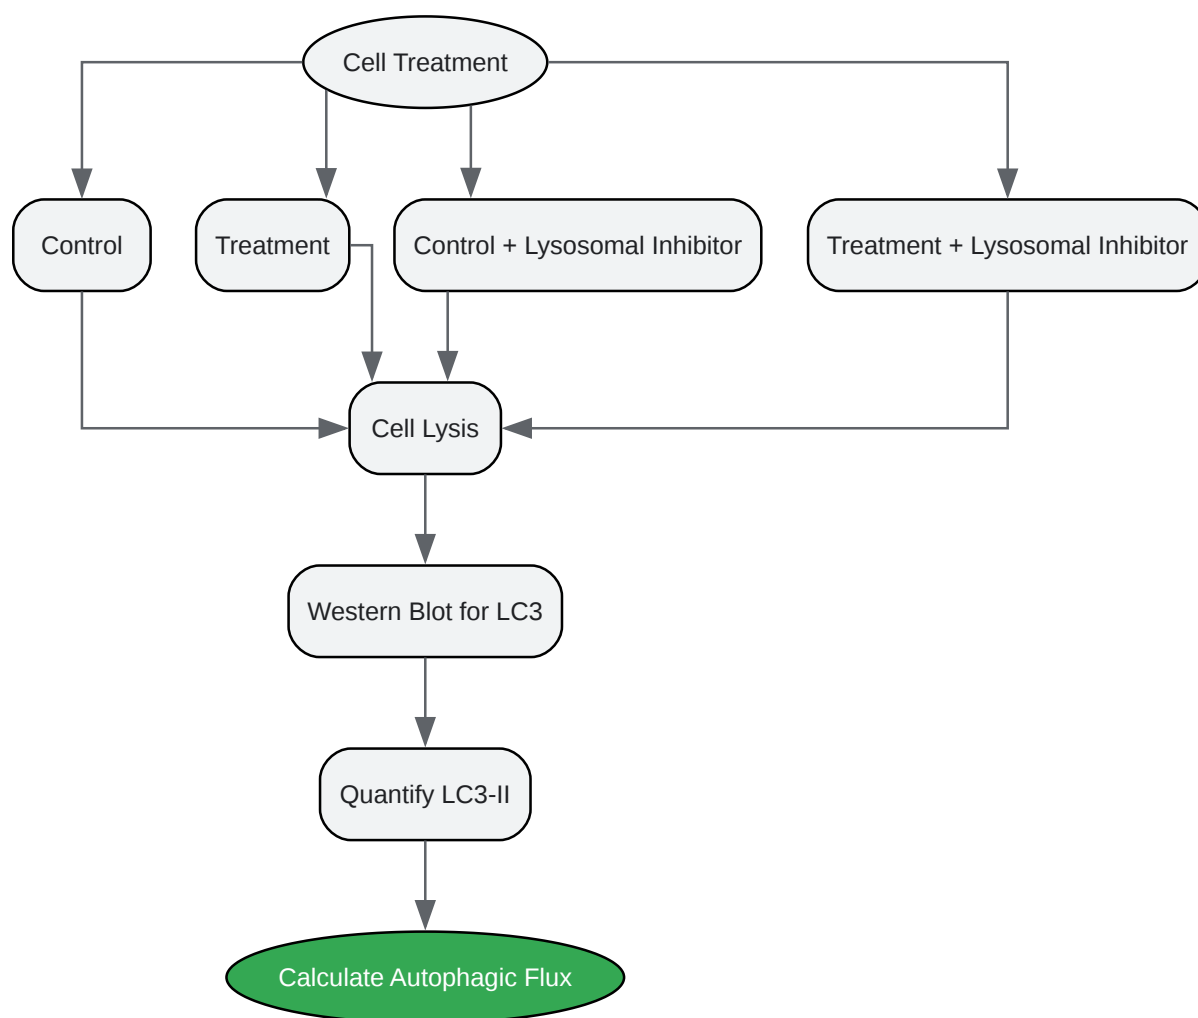 Cell Treatment
Control
Treatment
Control + Lysosomal Inhibitor
Treatment + Lysosomal Inhibitor
Cell Lysis
Western Blot for LC3
Quantify LC3-II
Calculate Autophagic Flux